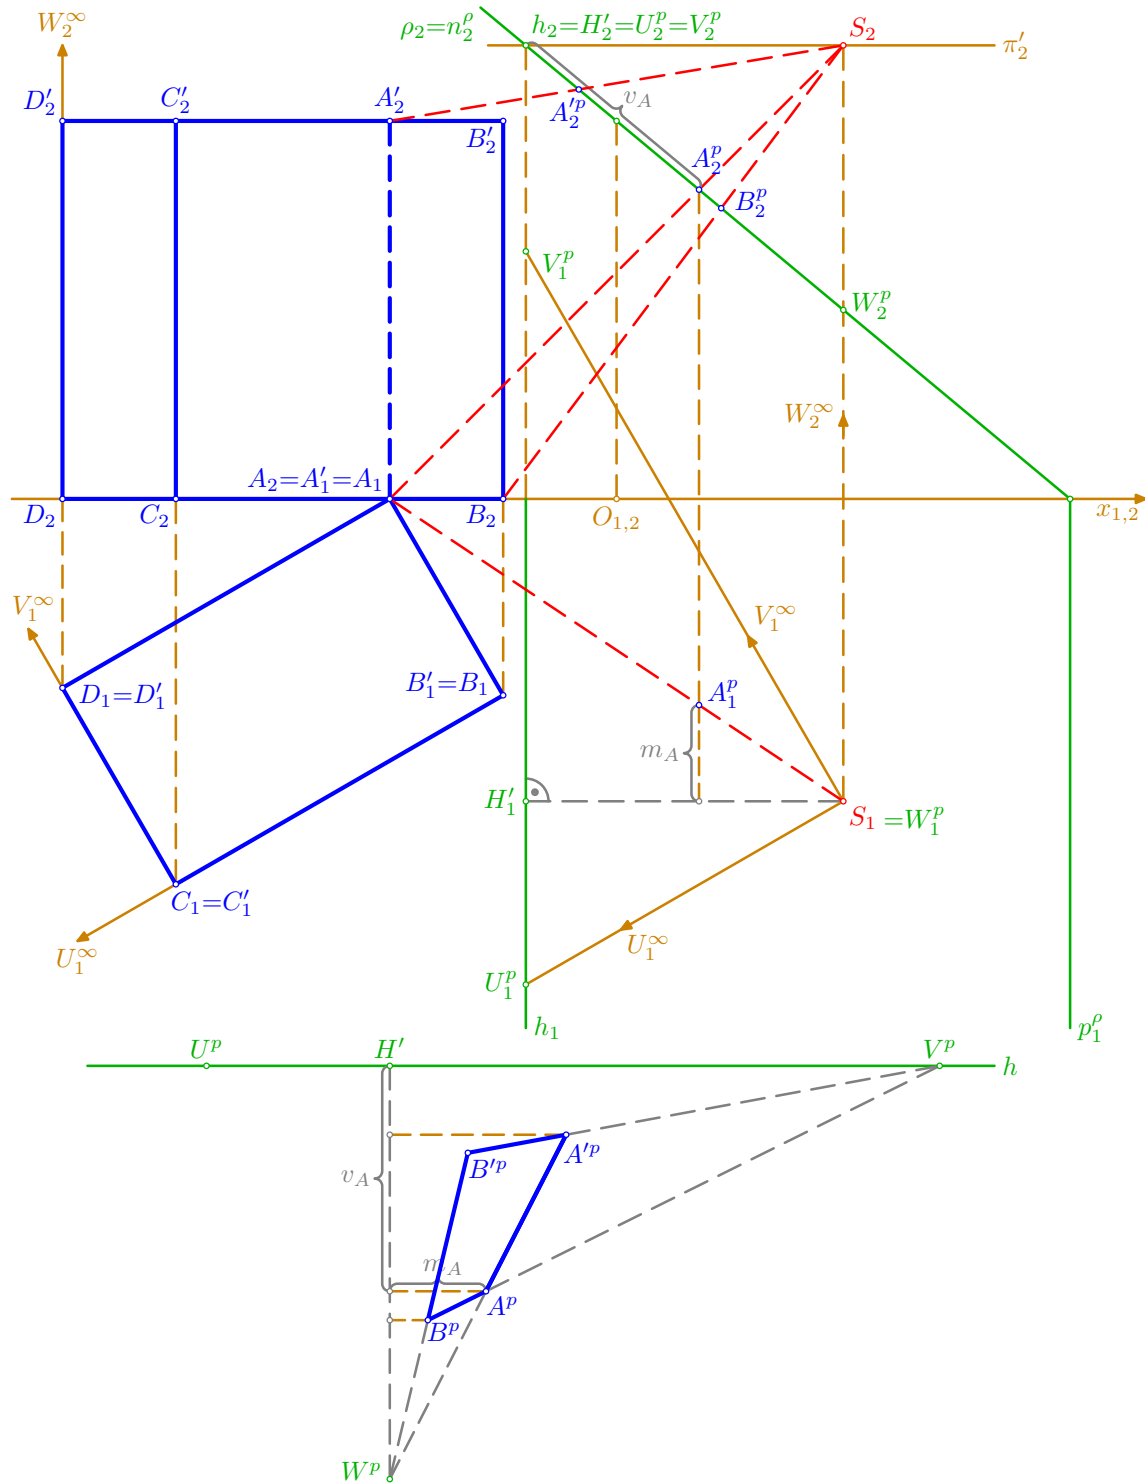 W₂^∞
ρ₂=n₂^ρ h₂=H′₂=U₂^p=V₂^p S₂
π′₂
D′₂ C′₂ A′₂ A′₂^p v_A
B′₂ A₂^p
B₂^p
V₁^p
W₂^p
W₂^∞
A₂=A′₁=A₁
D₂ C₂ B₂ O₁,₂ x₁,₂
V₁^∞ V₁^∞
D₁=D′₁ B′₁=B₁ A₁^p
m_A
H′₁ S₁ =W₁^p
C₁=C′₁
U₁^∞ U₁^∞
U₁^p
h₁ p₁^ρ
U^p H′ V^p h
A′^p
v_A B′^p
m_A
A^p
B^p
W^p